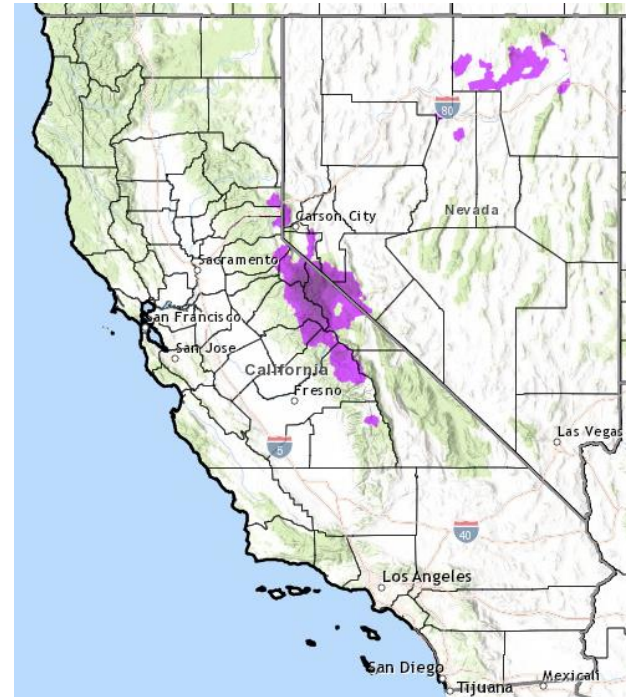 80
Nevada
Carson City
Sacramento
San Francisco
San Jose
California
Fresno
Las Vegas
5
40
Los Angeles
San Diego
Tijuana
Mexicali